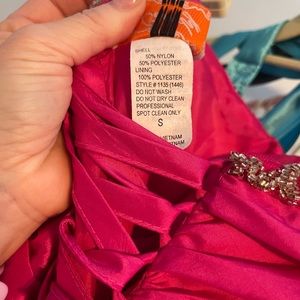 SHELL
50% NYLON
50% POLYESTER
LINING
100% POLYESTER
STYLE # 1135 (1446)
DO NOT WASH
DO NOT DRY CLEAN
PROFESSIONAL
SPOT CLEAN ONLY
S
VIETNAM